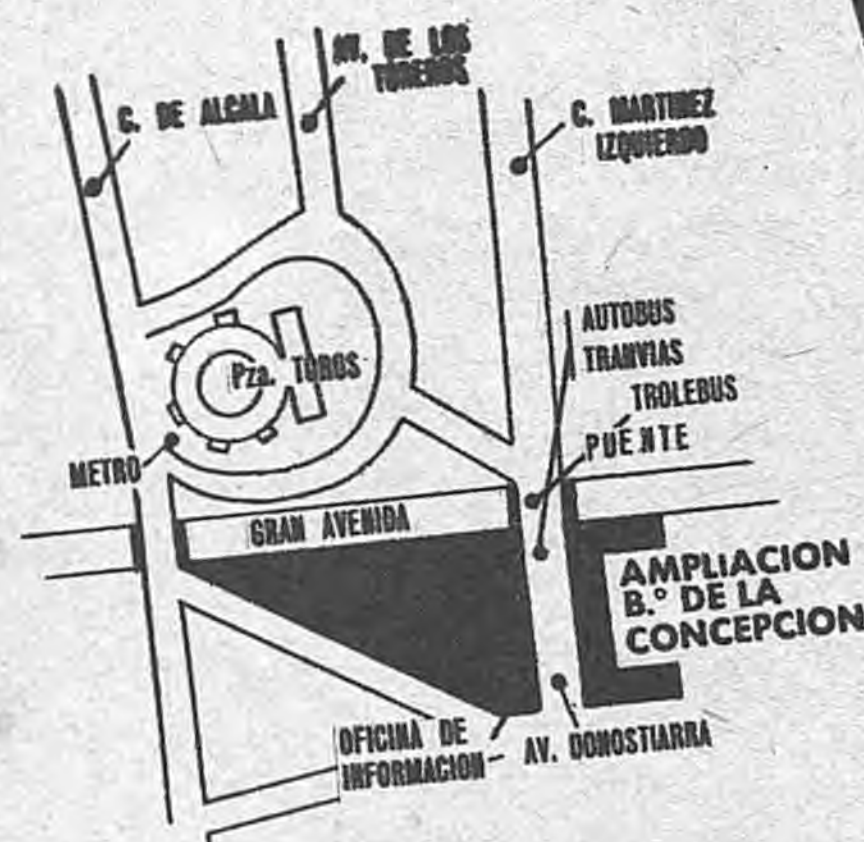 AV. DE LOS
TOREROS
C. DE ALCALA
C. MARTINEZ
IZQUIERDO
AUTOBUS
TRANVIAS
TROLEBUS
PUENTE
Pza. TOROS
METRO
GRAN AVENIDA
AMPLIACION
B.º DE LA
CONCEPCION
OFICINA DE
INFORMACION
AV. DONOSTIARRA